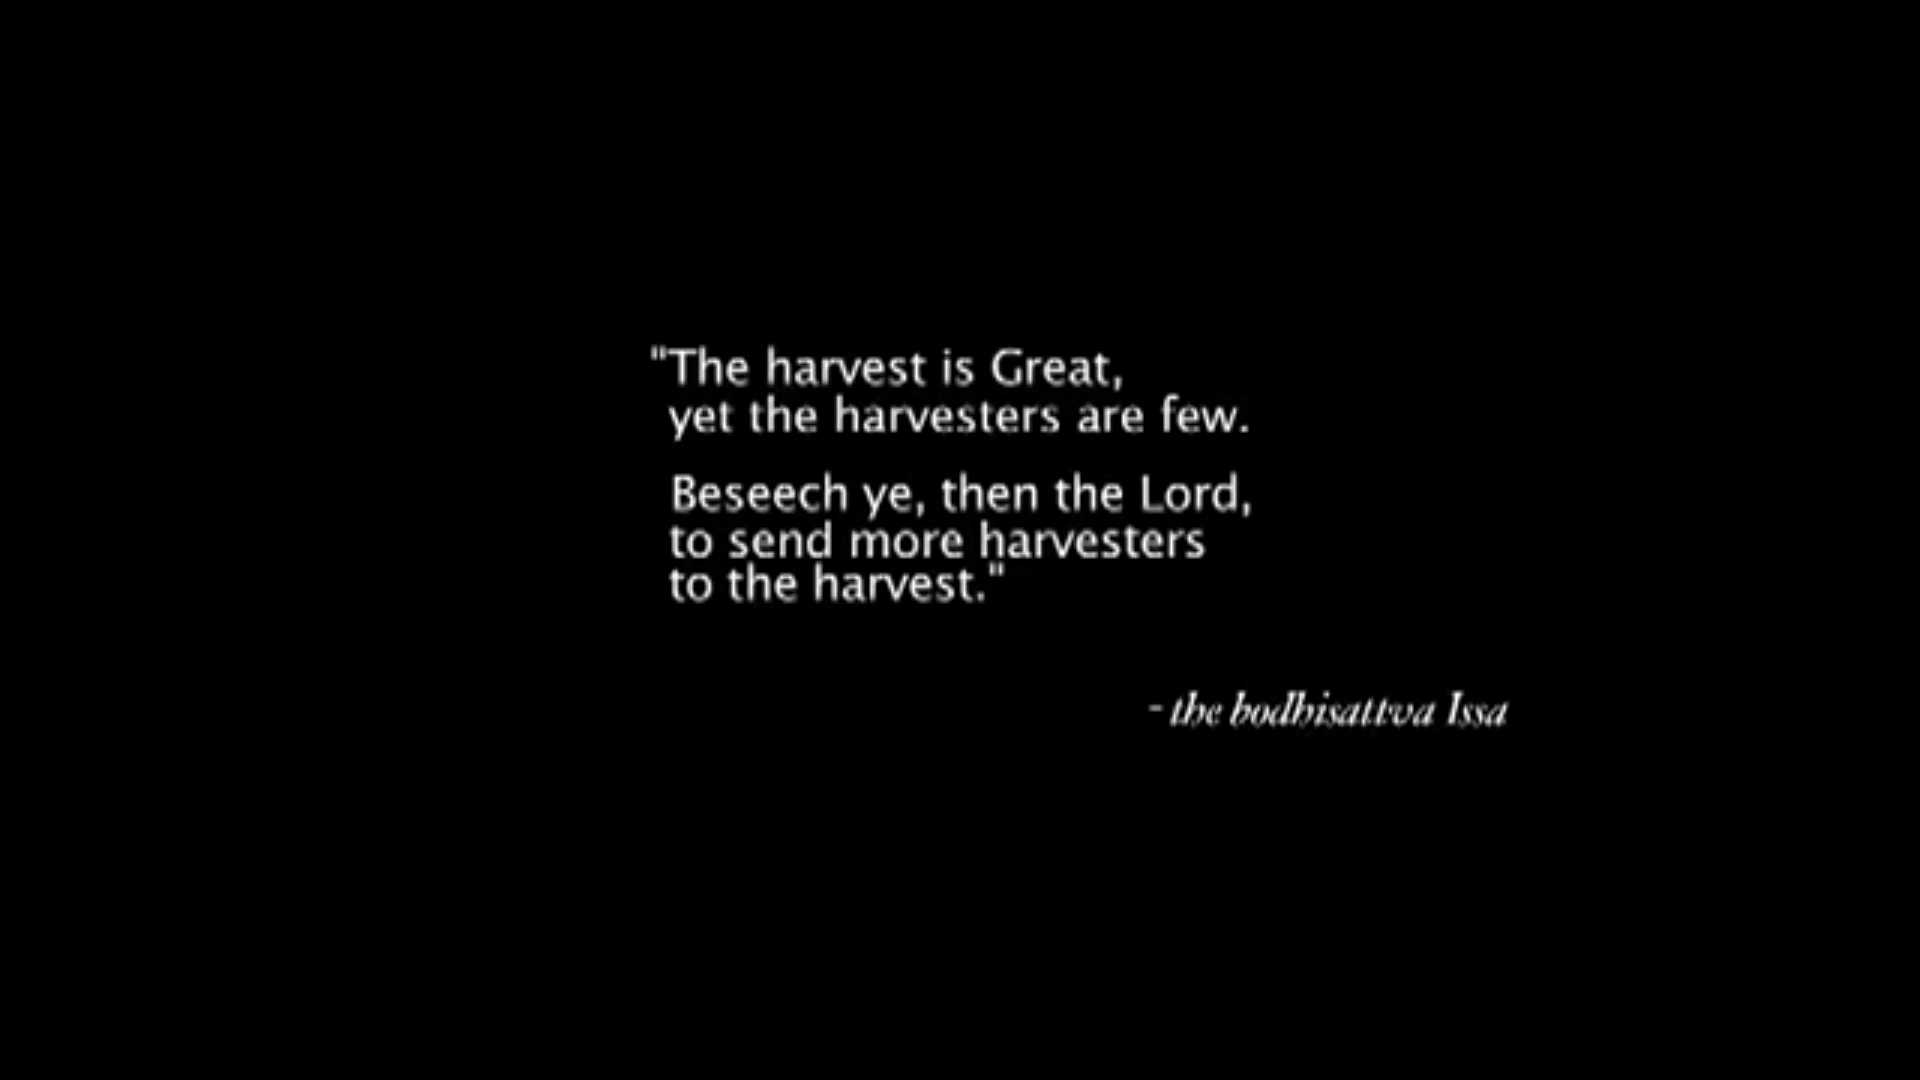 "The harvest is Great,
yet the harvesters are few.
Beseech ye, then the Lord,
to send more harvesters
to the harvest."
- the bodhisattva Issa